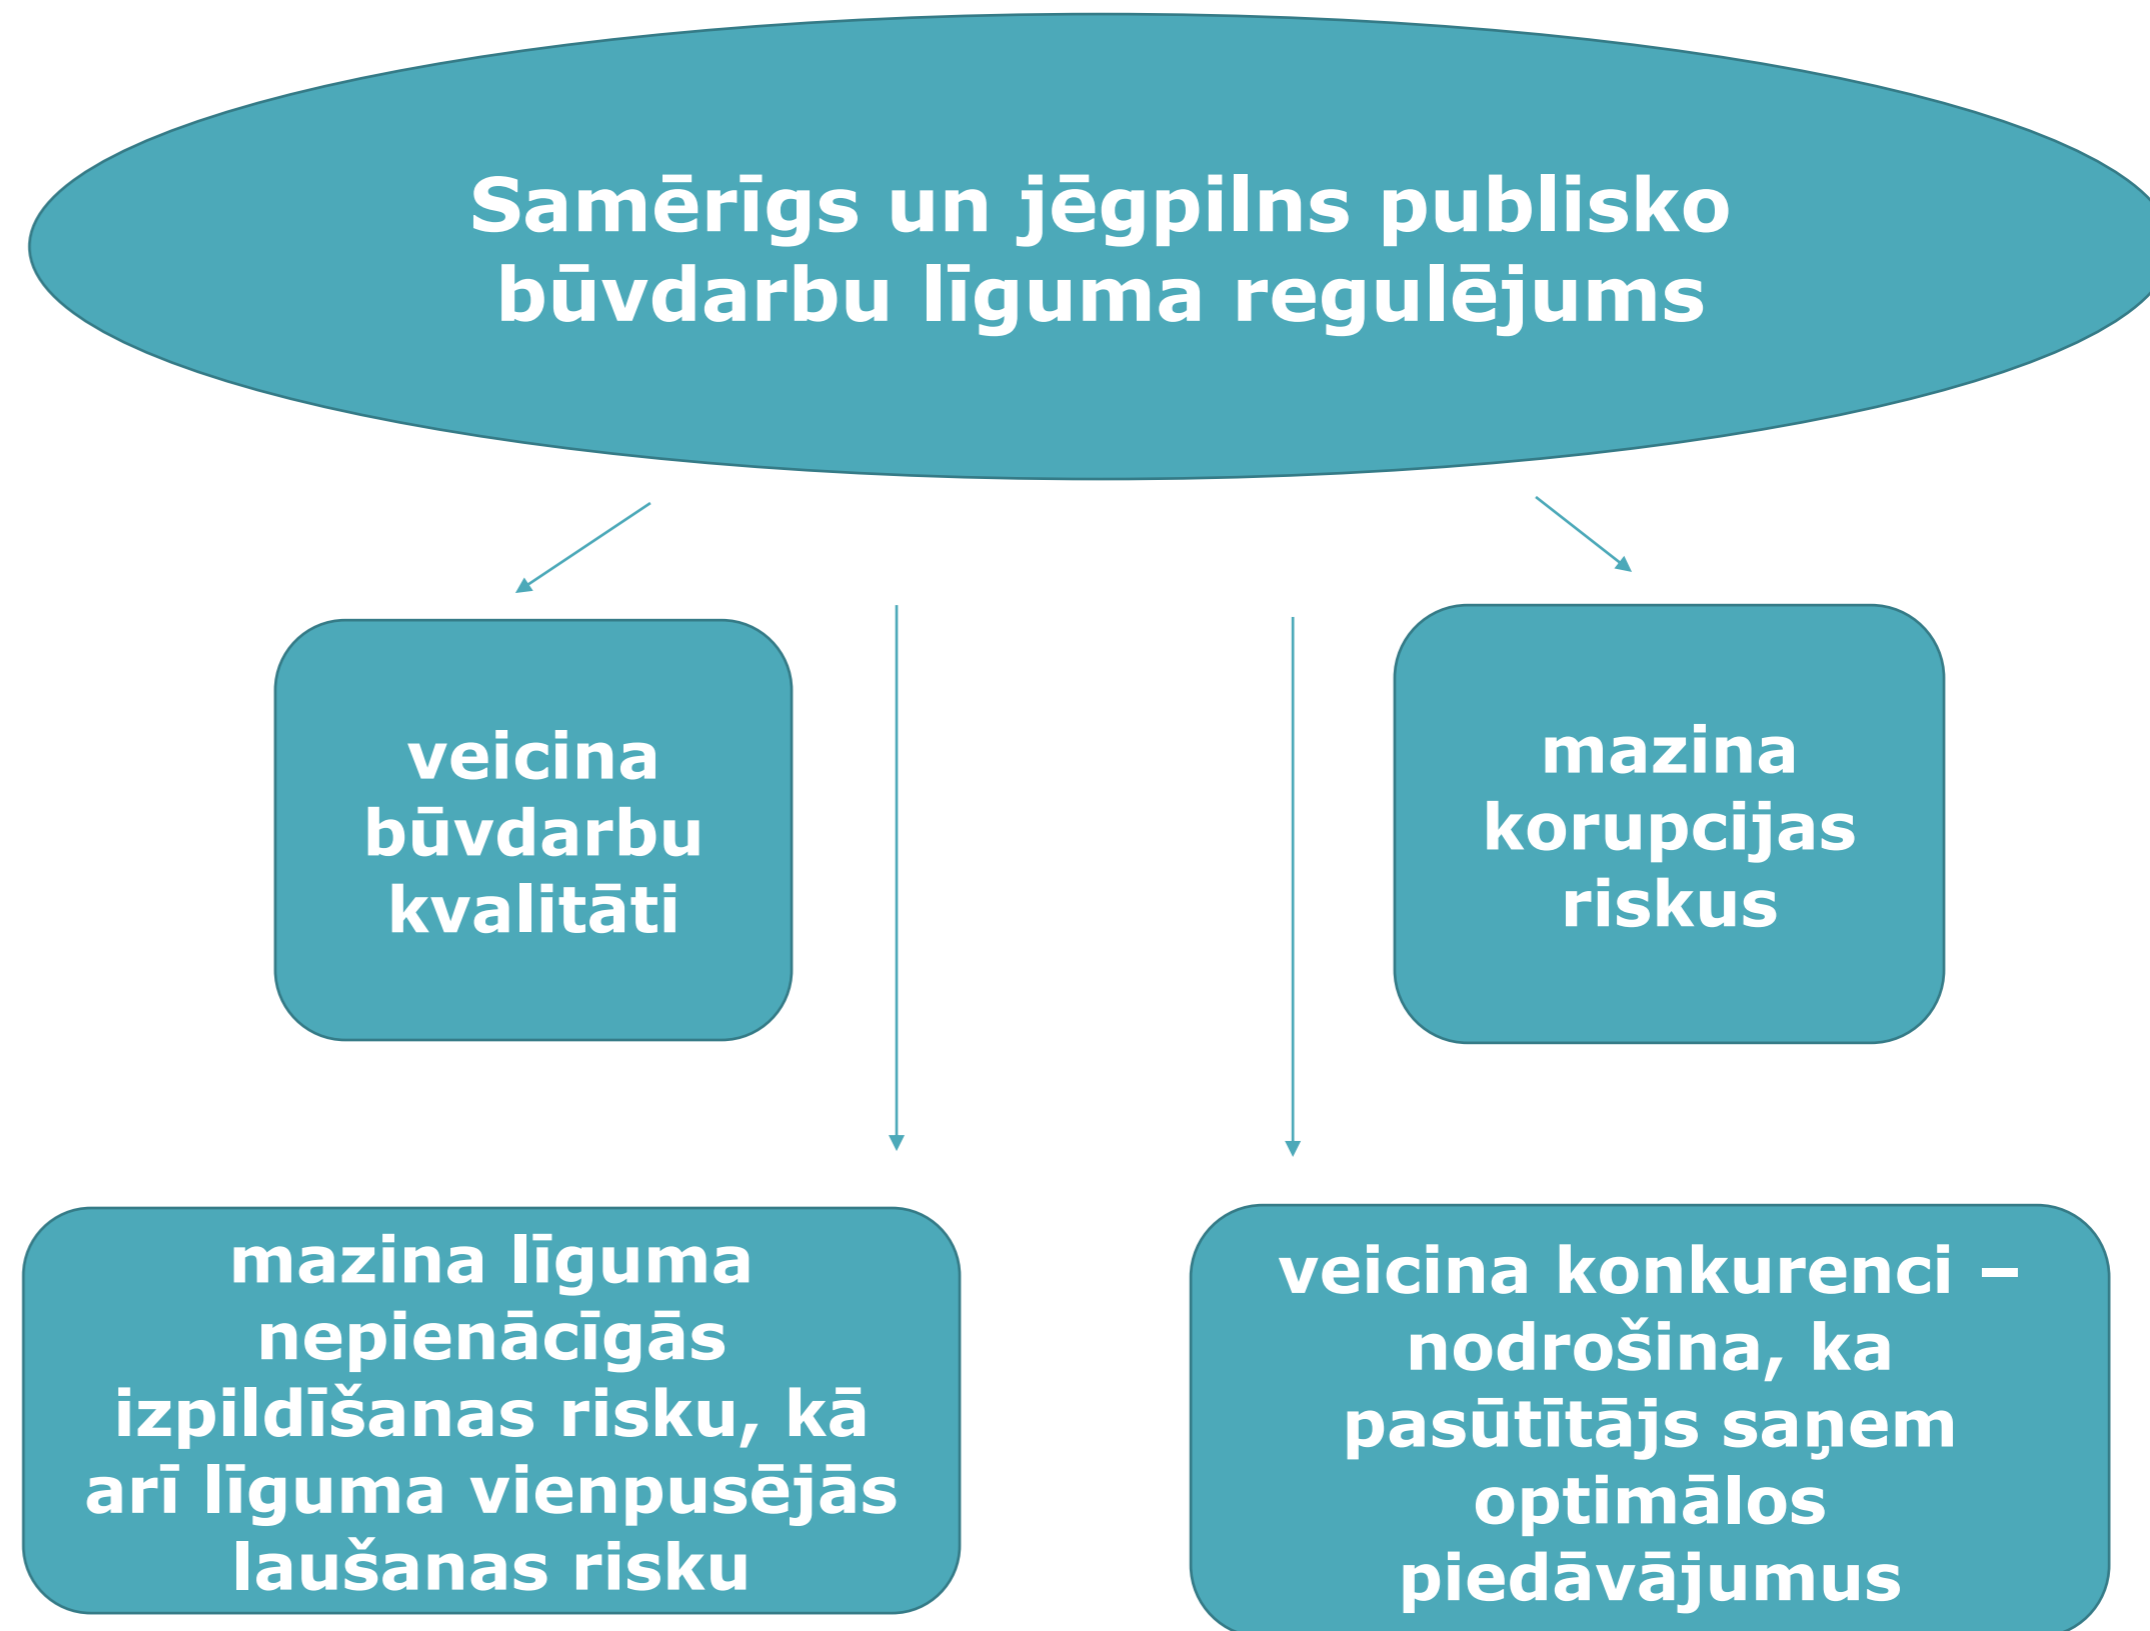 Samērīgs un jēgpilns publisko
būvdarbu līguma regulējums
veicina
būvdarbu
kvalitāti
mazina
korupcijas
riskus
mazina līguma
nepienācīgās
izpildīšanas risku, kā
arī līguma vienpusējās
laušanas risku
veicina konkurenci –
nodrošina, ka
pasūtītājs saņem
optimālos
piedāvājumus